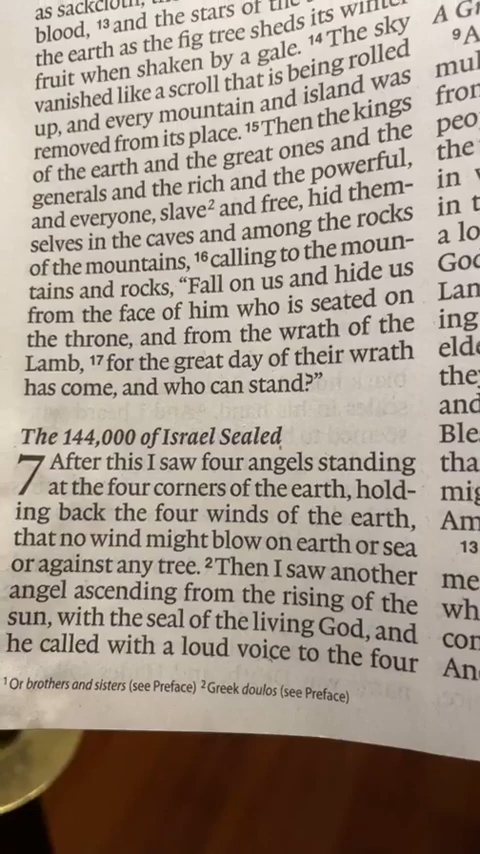 as sackcloth, the
blood, 13 and the stars of the
the earth as the fig tree sheds its winter
fruit when shaken by a gale. 14 The sky
vanished like a scroll that is being rolled
up, and every mountain and island was
removed from its place. 15 Then the kings
of the earth and the great ones and the
generals and the rich and the powerful,
and everyone, slave2 and free, hid them-
selves in the caves and among the rocks
of the mountains, 16 calling to the moun-
tains and rocks, “Fall on us and hide us
from the face of him who is seated on
the throne, and from the wrath of the
Lamb, 17 for the great day of their wrath
has come, and who can stand?”
The 144,000 of Israel Sealed
7 After this I saw four angels standing
at the four corners of the earth, hold-
ing back the four winds of the earth,
that no wind might blow on earth or sea
or against any tree. 2 Then I saw another
angel ascending from the rising of the
sun, with the seal of the living God, and
he called with a loud voice to the four
1 Or brothers and sisters (see Preface) 2 Greek doulos (see Preface)
A Gr
9 A
mul
from
peo
the
in
in t
a lo
God
Lam
ing
elde
they
and
Ble
tha
mig
Am
13
me
wh
con
An